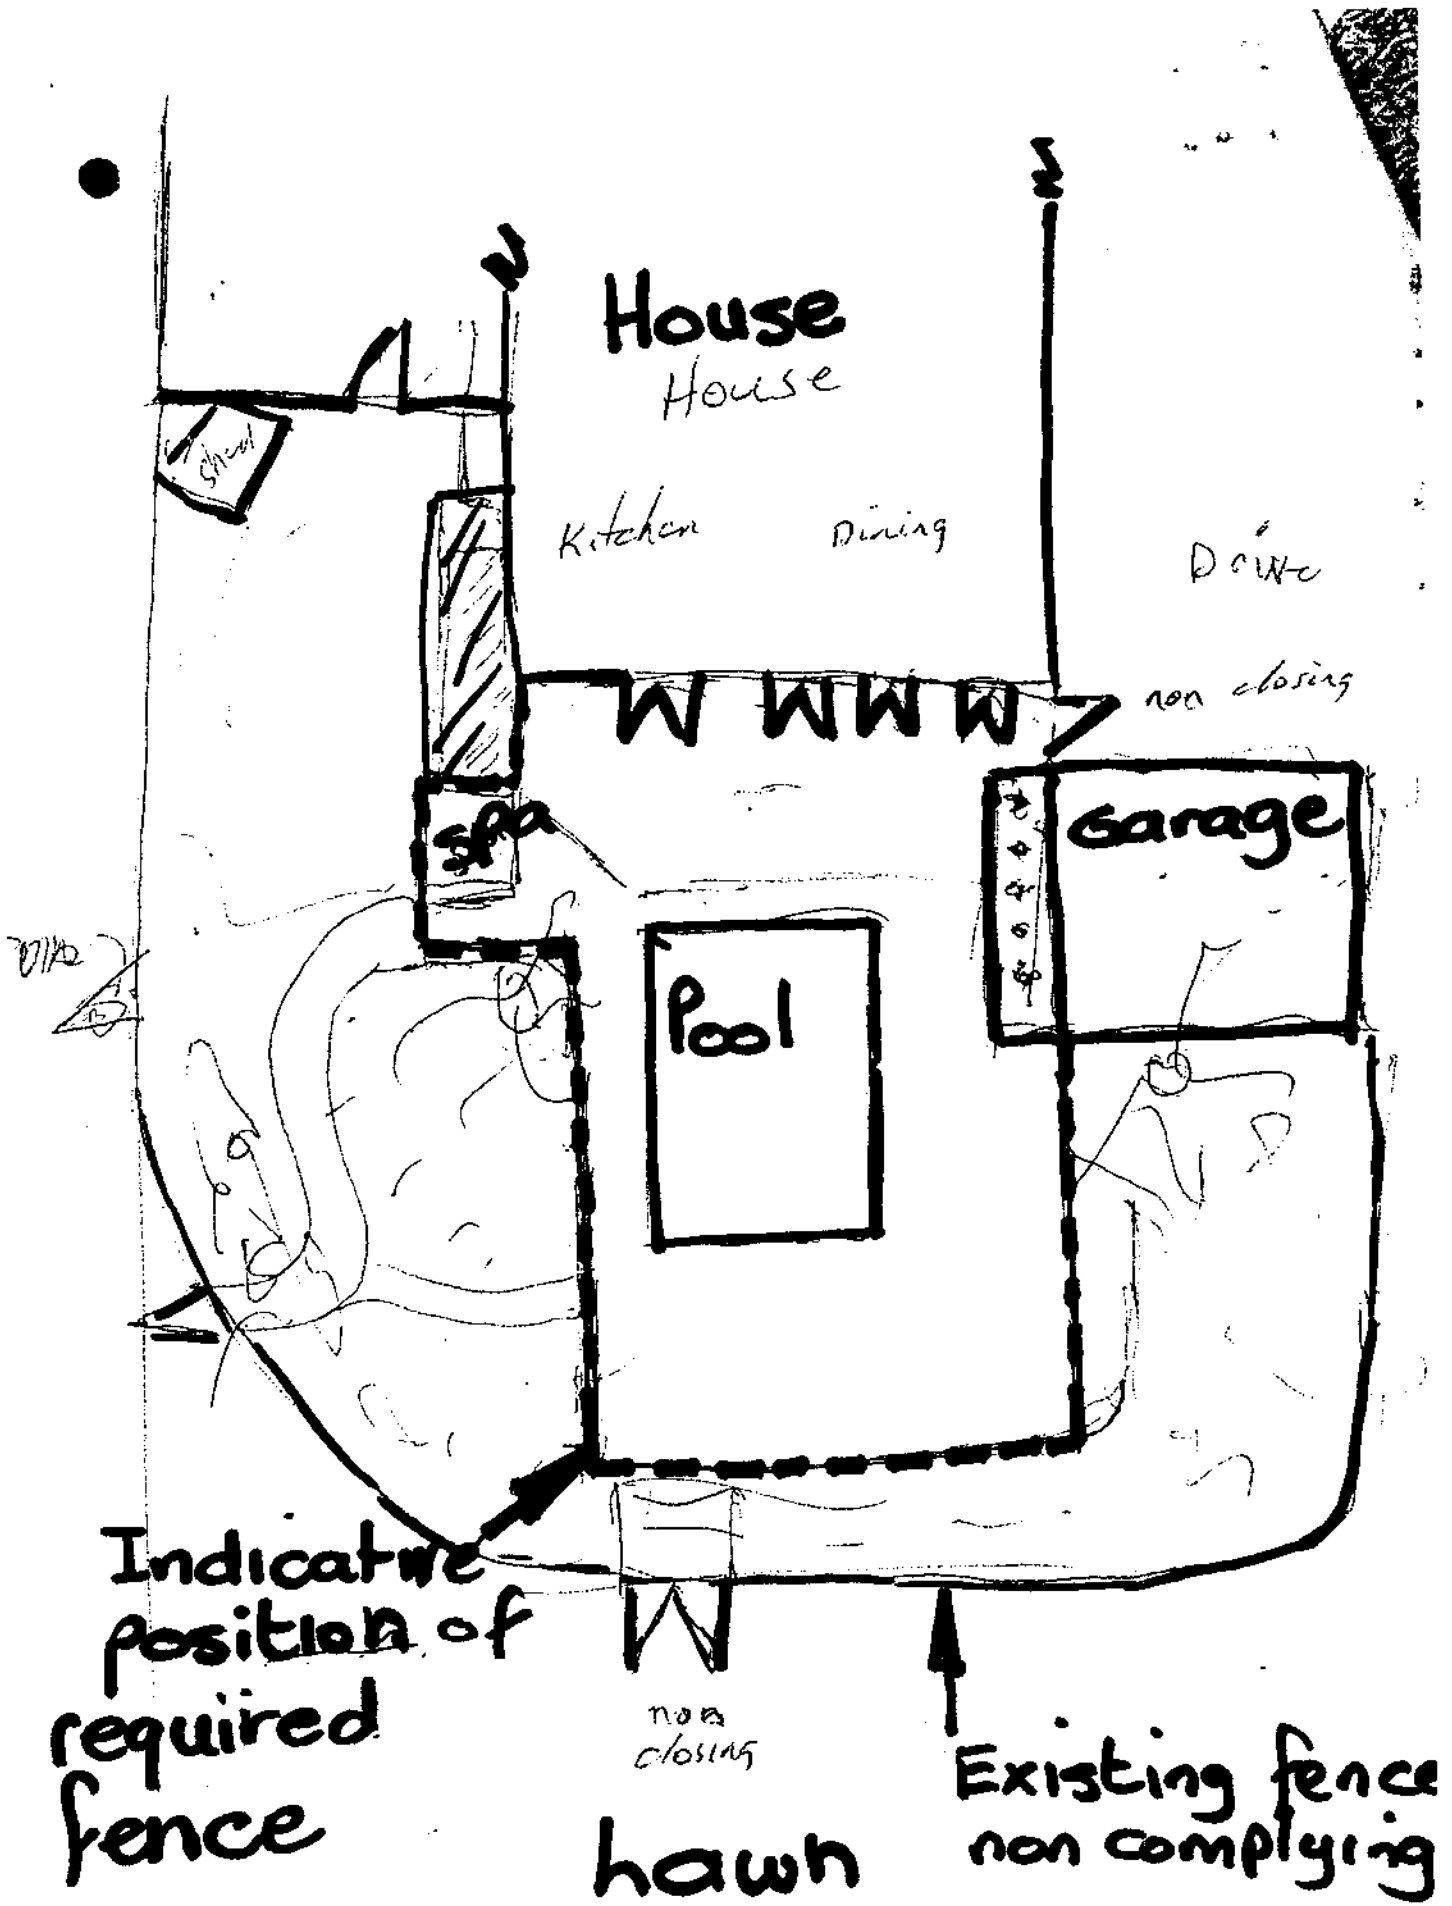 House
House
shed
Kitchen Dining
Drive
non closing
Spa
Garage
Pool
Indicative
position of
required
fence
non
closing
Existing fence
non complying
Lawn